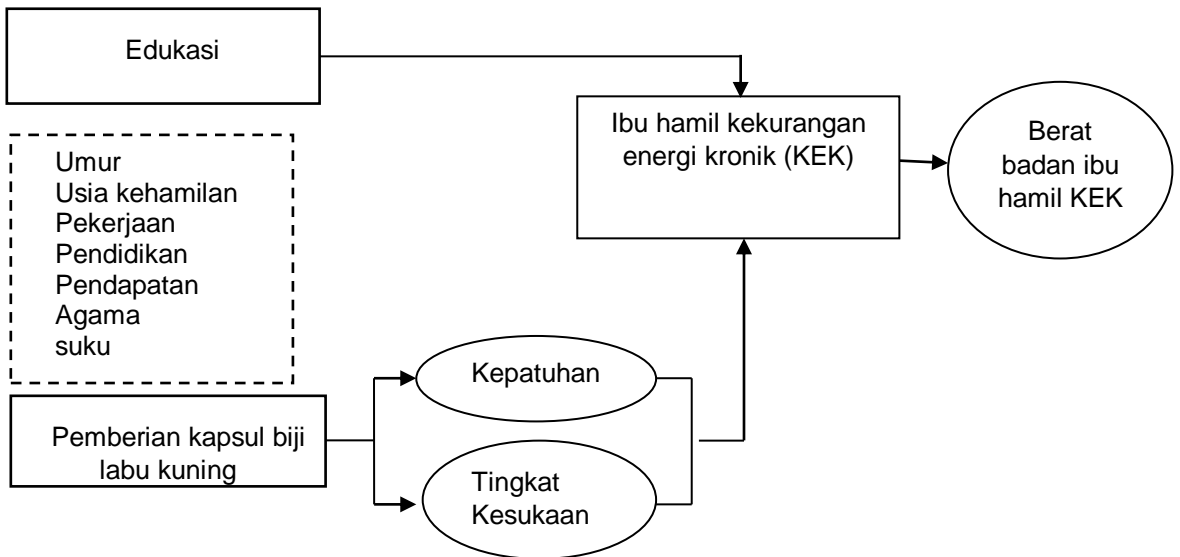 Edukasi
Umur
Usia kehamilan
Pekerjaan
Pendidikan
Pendapatan
Agama
suku
Pemberian kapsul biji
labu kuning
Kepatuhan
Tingkat
Kesukaan
Ibu hamil kekurangan
energi kronik (KEK)
Berat
badan ibu
hamil KEK